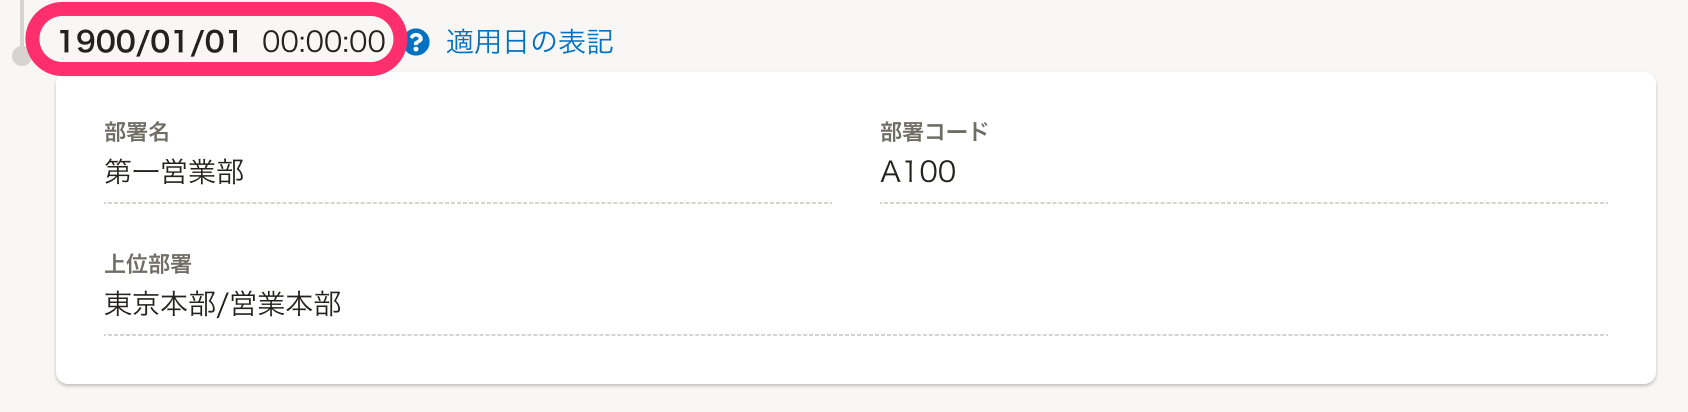 1900/01/01 00:00:00 ? 適用日の表記
部署名
第一営業部
部署コード
A100
上位部署
東京本部/営業本部